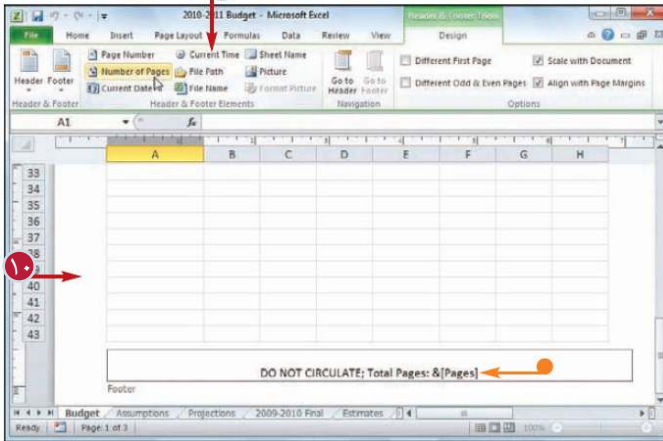 2010-2011 Budget - Microsoft Excel
Header & Footer Tools
File Home Insert Page Layout Formulas Data Review View Design
Header Footer
Page Number
Number of Pages
Current Date
Current Time
File Path
File Name
Sheet Name
Picture
Format Picture
Go to Header
Go to Footer
Different First Page
Different Odd & Even Pages
Scale with Document
Align with Page Margins
Header & Footer Header & Footer Elements Navigation Options
A1 fx
A B C D E F G H
33
34
35
36
37
38
39
40
41
42
43
١٠
DO NOT CIRCULATE; Total Pages: &[Pages]
Footer
Budget Assumptions Projections 2009-2010 Final Estimates
Ready Page: 1 of 3 100%